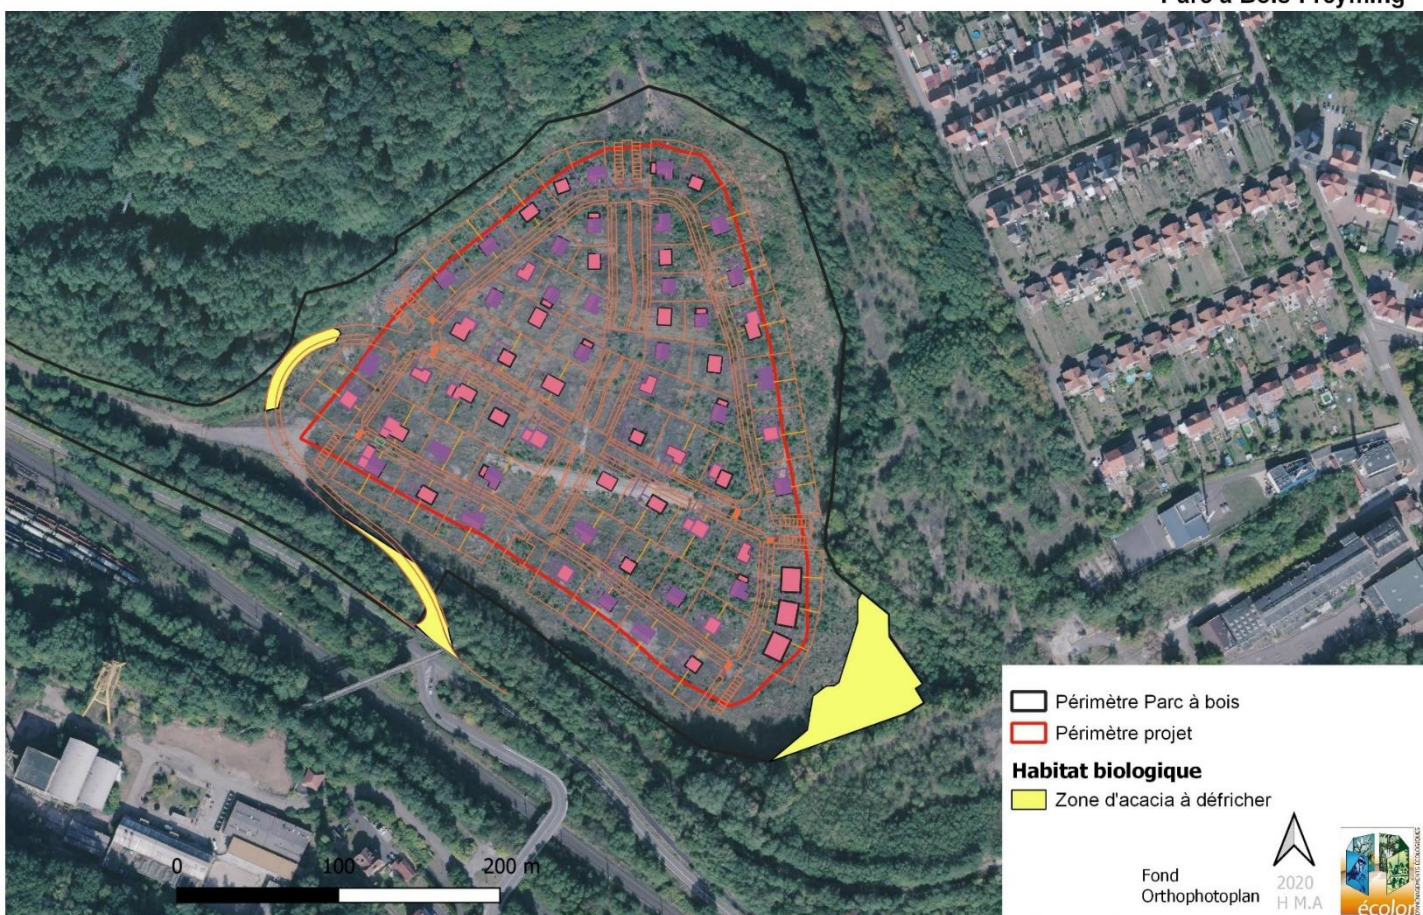 Parc à Bois Freyming
Périmètre Parc à bois
Périmètre projet
Habitat biologique
Zone d'acacia à défricher
0 100 200 m
Fond
Orthophotoplan
2020
H M.A
écolor